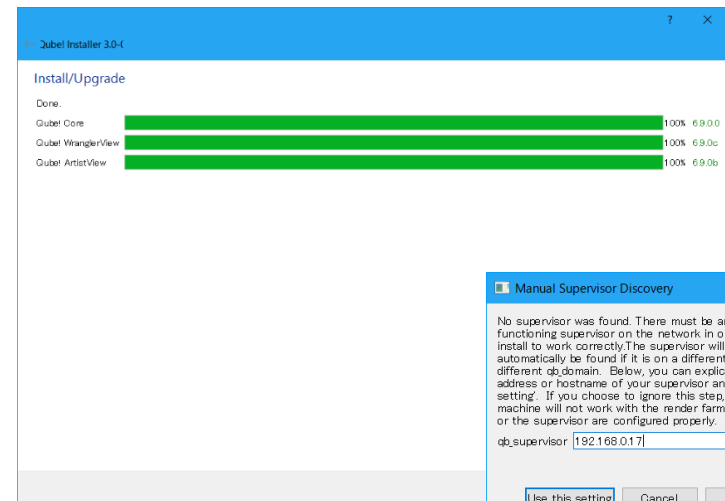 ? ×
Qube! Installer 3.0-(
Install/Upgrade
Done.
Qube! Core 100% 6.9.0.0
Qube! WranglerView 100% 6.9.0c
Qube! ArtistView 100% 6.9.0b
Manual Supervisor Discovery
No supervisor was found. There must be a
functioning supervisor on the network in o
install to work correctly.The supervisor will
automatically be found if it is on a different
different qb_domain. Below, you can explic
address or hostname of your supervisor an
setting'. If you choose to ignore this step,
machine will not work with the render farm
or the supervisor are configured properly.
qb_supervisor 192.168.0.17
Use this setting Cancel